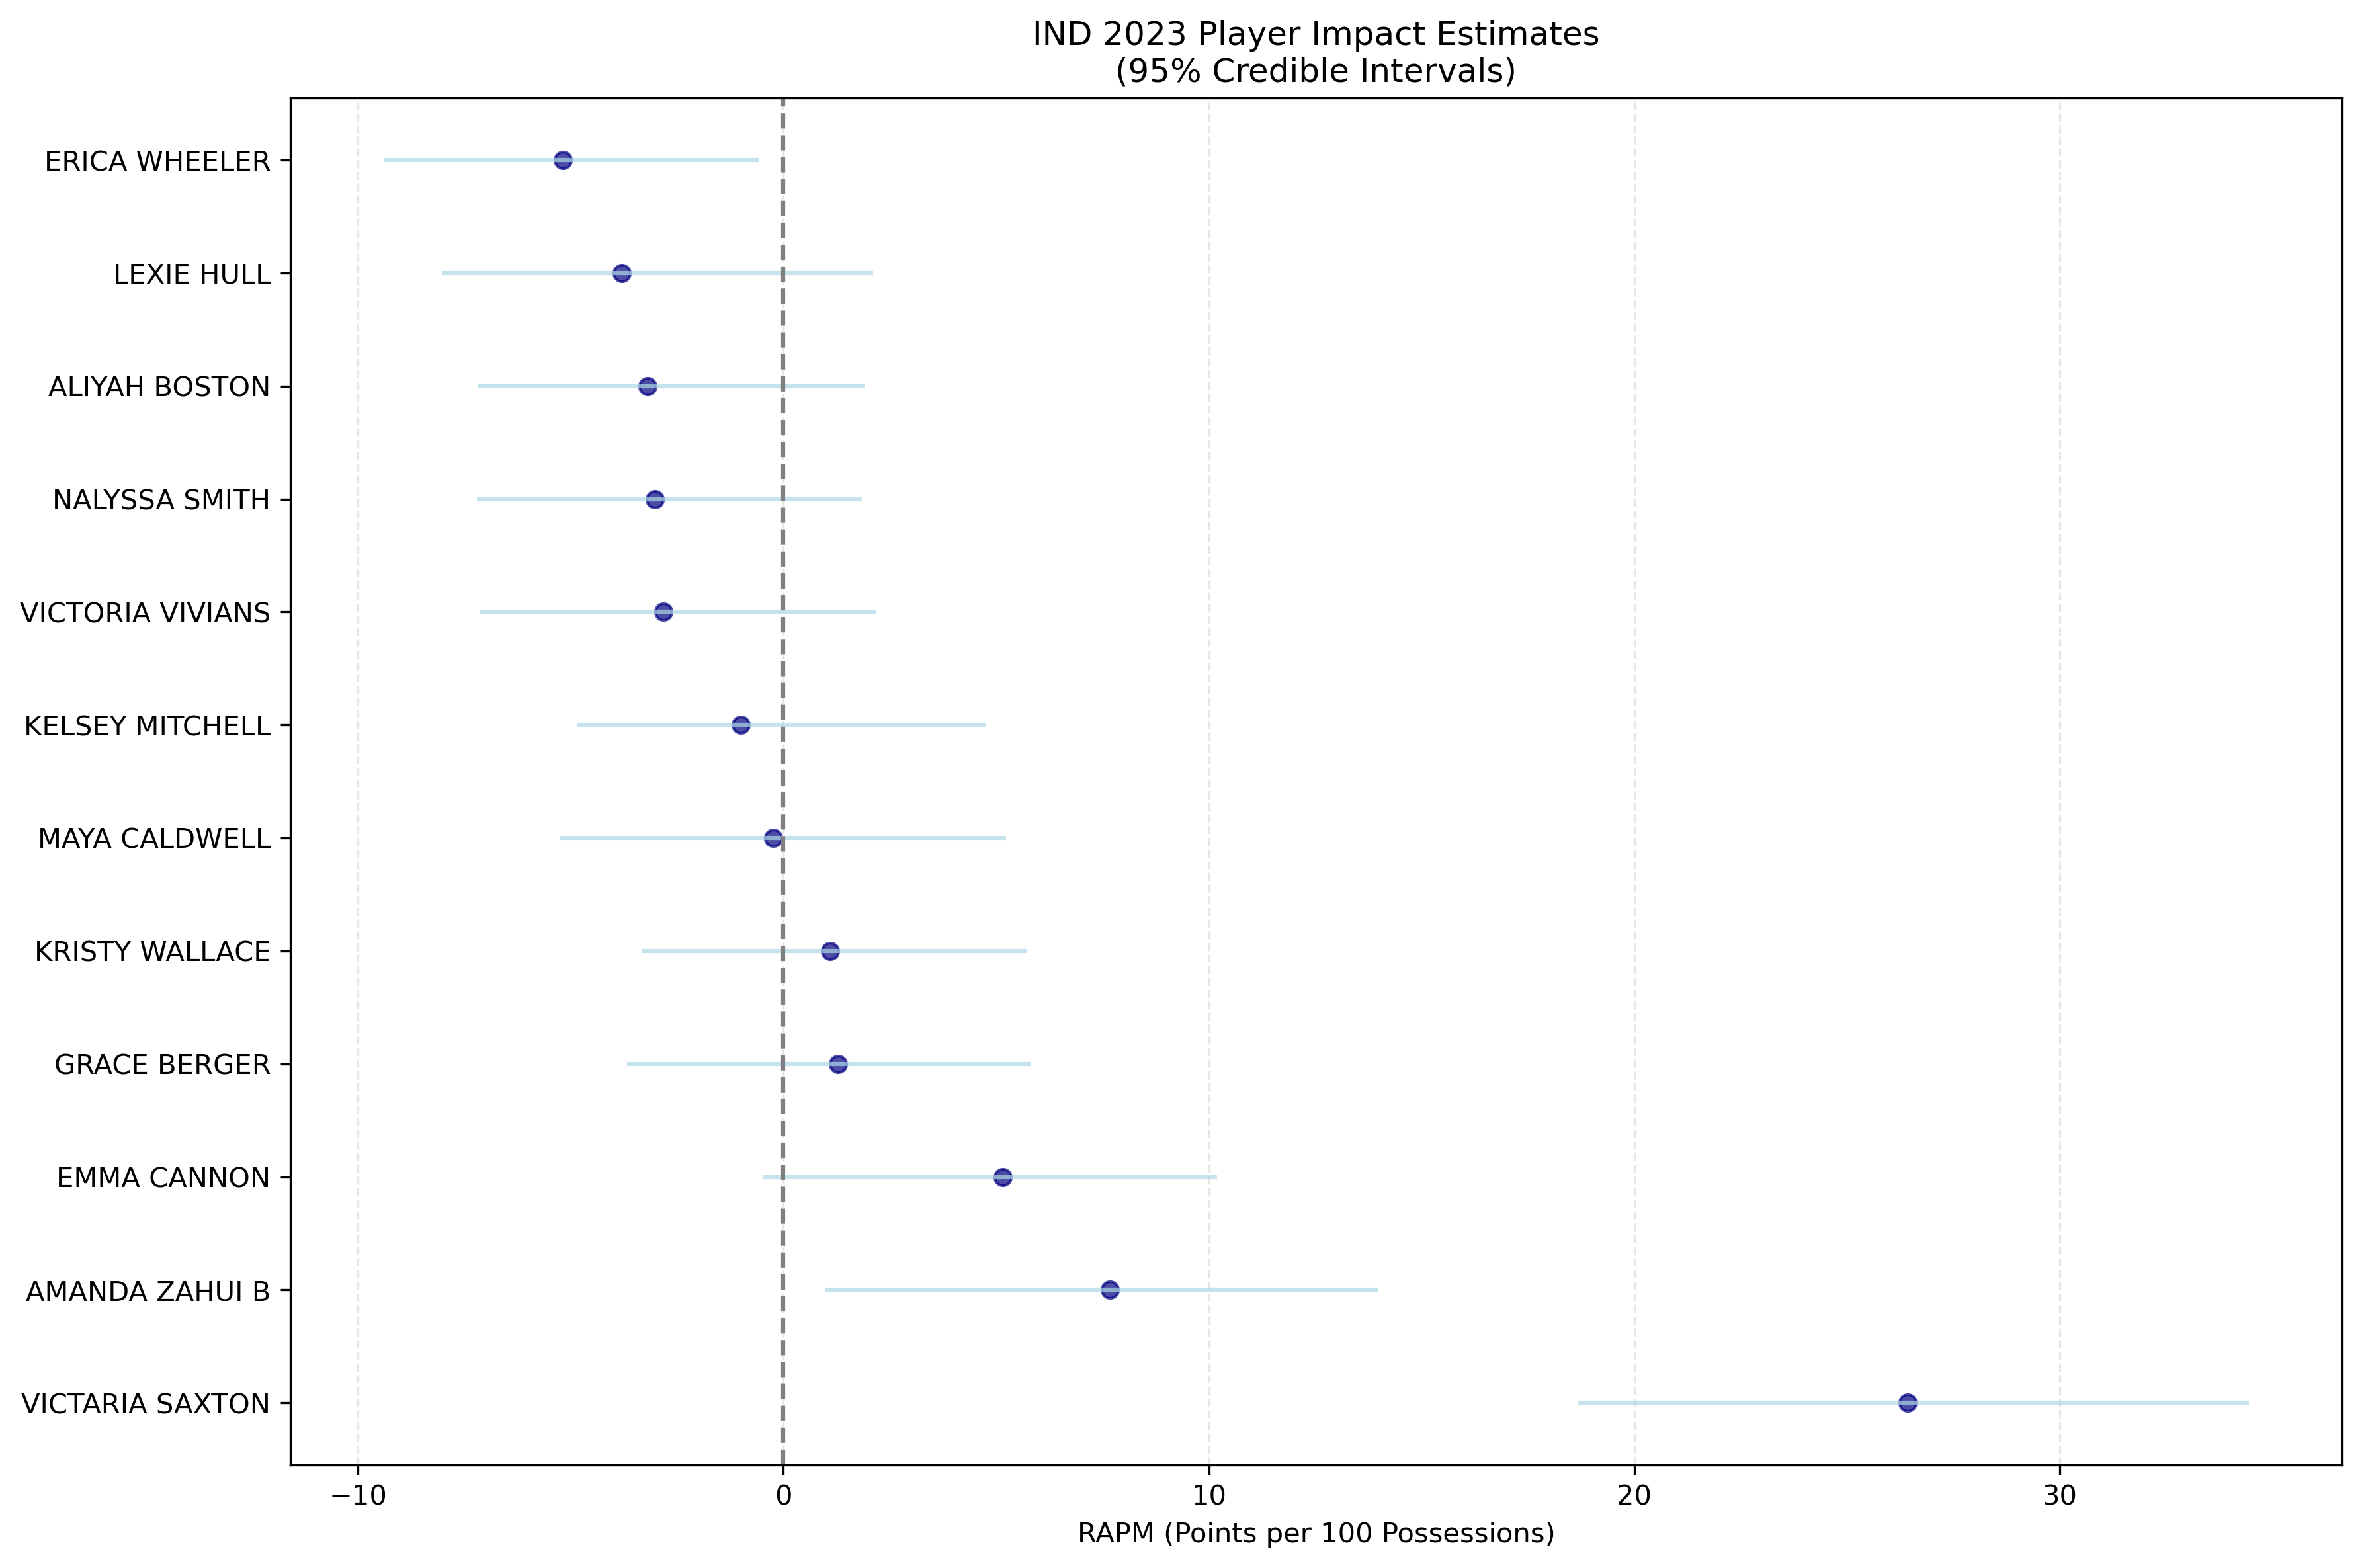 IND 2023 Player Impact Estimates
(95% Credible Intervals)
ERICA WHEELER
LEXIE HULL
ALIYAH BOSTON
NALYSSA SMITH
VICTORIA VIVIANS
KELSEY MITCHELL
MAYA CALDWELL
KRISTY WALLACE
GRACE BERGER
EMMA CANNON
AMANDA ZAHUI B
VICTARIA SAXTON
−10 0 10 20 30
RAPM (Points per 100 Possessions)